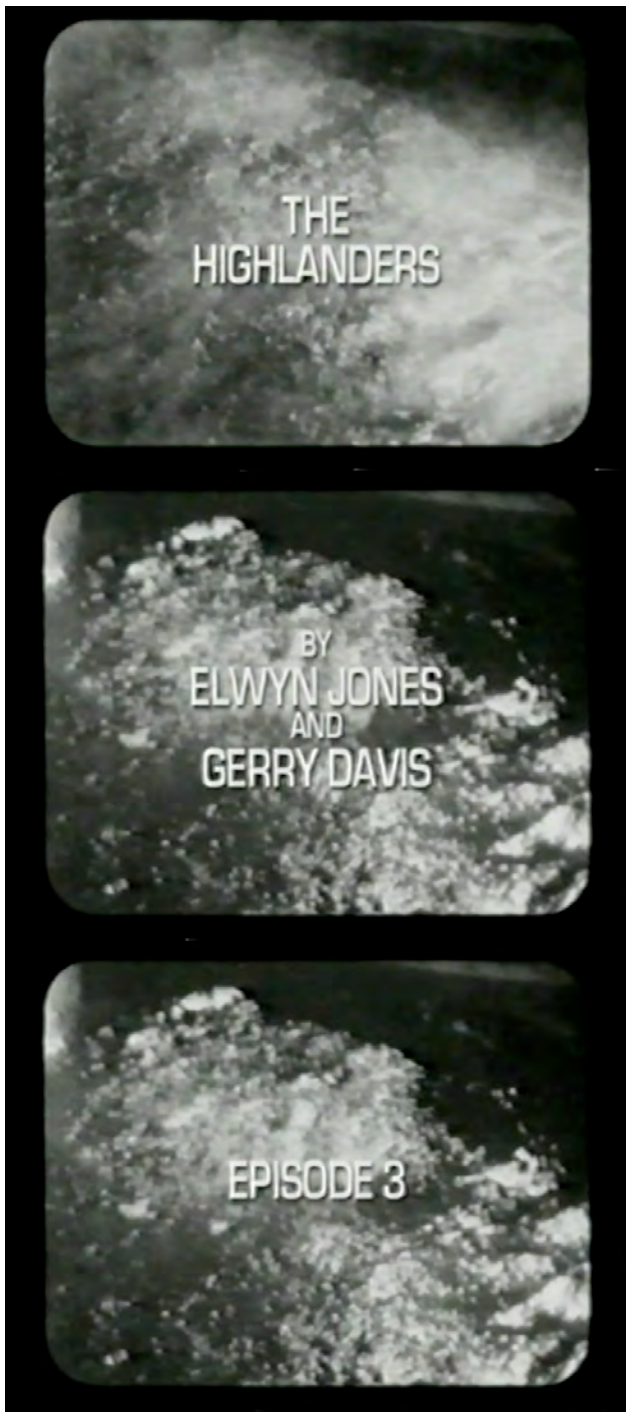 THE
HIGHLANDERS
BY
ELWYN JONES
AND
GERRY DAVIS
EPISODE 3